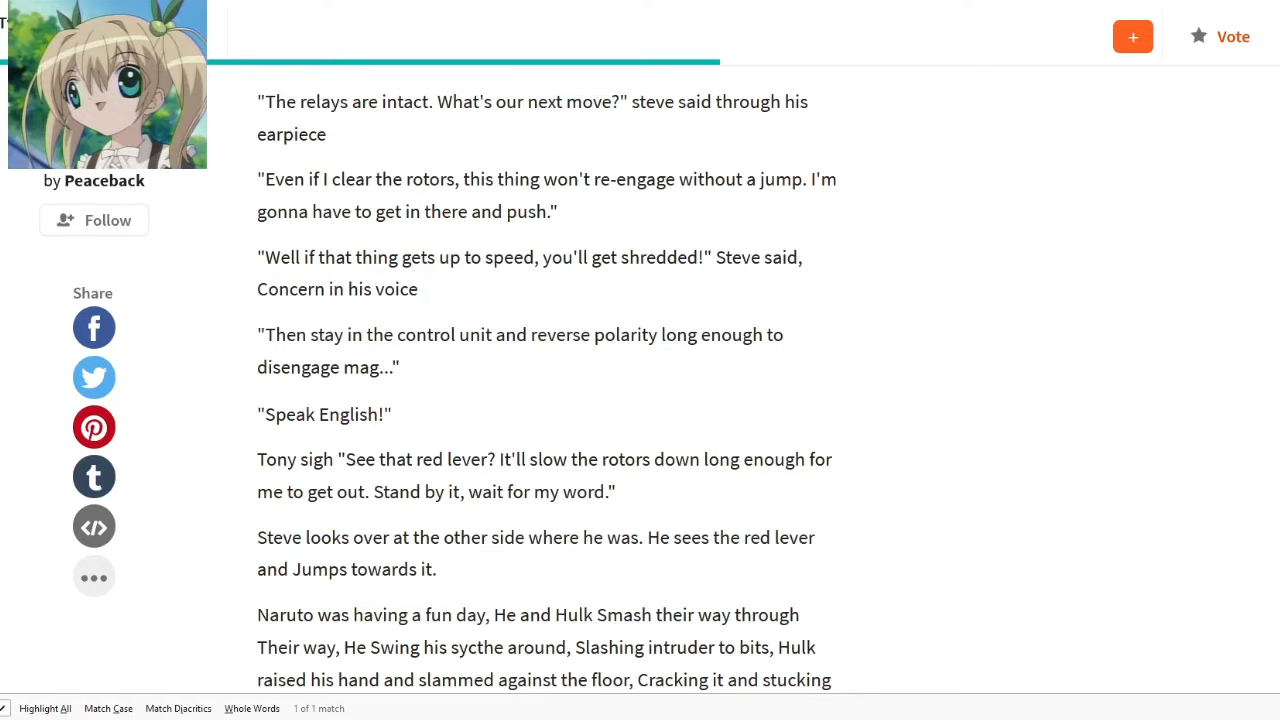 T
+
Vote
"The relays are intact. What's our next move?" steve said through his
earpiece
by Peaceback
"Even if I clear the rotors, this thing won't re-engage without a jump. I'm
gonna have to get in there and push."
Follow
"Well if that thing gets up to speed, you'll get shredded!" Steve said,
Concern in his voice
Share
"Then stay in the control unit and reverse polarity long enough to
disengage mag..."
"Speak English!"
Tony sigh "See that red lever? It'll slow the rotors down long enough for
me to get out. Stand by it, wait for my word."
Steve looks over at the other side where he was. He sees the red lever
and Jumps towards it.
Naruto was having a fun day, He and Hulk Smash their way through
Their way, He Swing his sycthe around, Slashing intruder to bits, Hulk
raised his hand and slammed against the floor, Cracking it and stucking
Highlight All Match Case Match Diacritics Whole Words 1 of 1 match